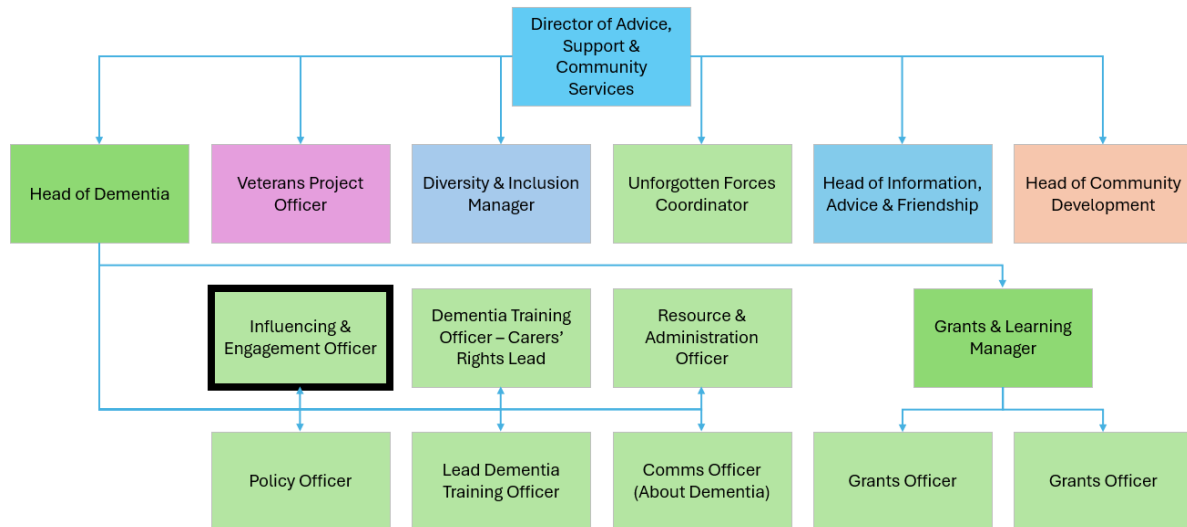 Director of Advice,
Support &
Community
Services
Head of Dementia
Veterans Project
Officer
Diversity & Inclusion
Manager
Unforgotten Forces
Coordinator
Head of Information,
Advice & Friendship
Head of Community
Development
Influencing &
Engagement Officer
Dementia Training
Officer – Carers’
Rights Lead
Resource &
Administration
Officer
Grants & Learning
Manager
Policy Officer
Lead Dementia
Training Officer
Comms Officer
(About Dementia)
Grants Officer
Grants Officer